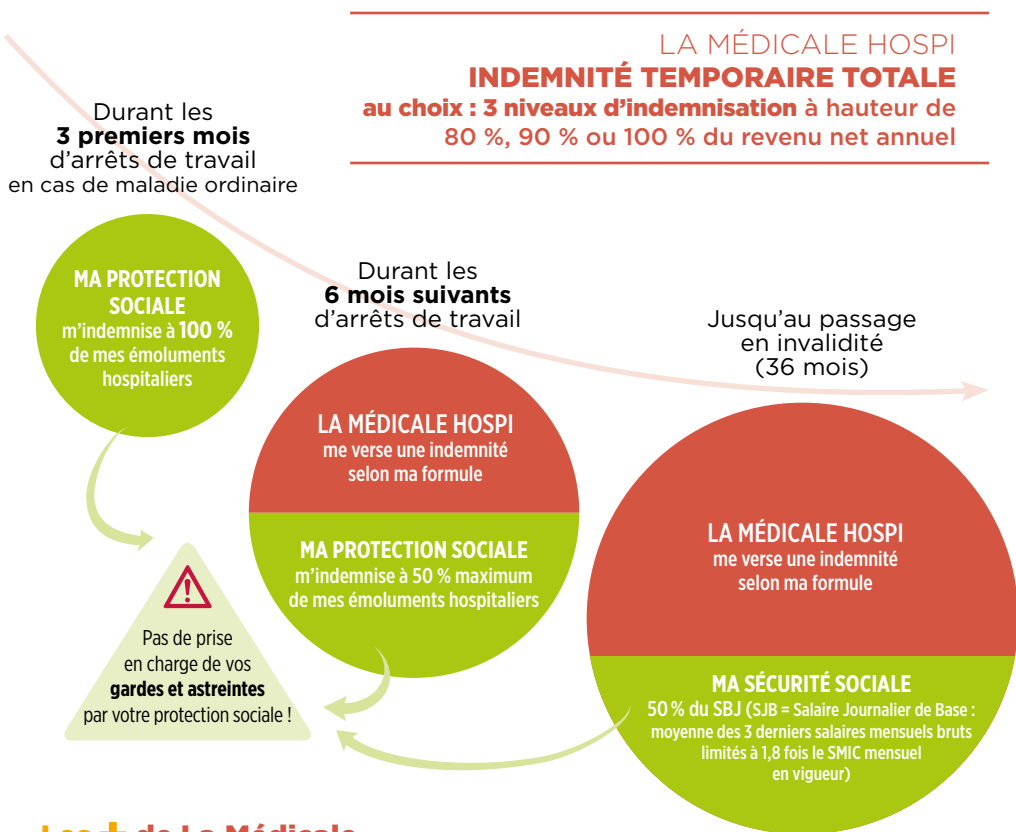 LA MÉDICALE HOSPI
INDEMNITÉ TEMPORAIRE TOTALE
au choix : 3 niveaux d’indemnisation à hauteur de
80 %, 90 % ou 100 % du revenu net annuel
Durant les
3 premiers mois
d’arrêts de travail
en cas de maladie ordinaire
MA PROTECTION
SOCIALE
m’indemnise à 100 %
de mes émoluments
hospitaliers
Durant les
6 mois suivants
d’arrêts de travail
LA MÉDICALE HOSPI
me verse une indemnité
selon ma formule
MA PROTECTION SOCIALE
m’indemnise à 50 % maximum
de mes émoluments hospitaliers
Jusqu’au passage
en invalidité
(36 mois)
LA MÉDICALE HOSPI
me verse une indemnité
selon ma formule
MA SÉCURITÉ SOCIALE
50 % du SBJ (SJB = Salaire Journalier de Base :
moyenne des 3 derniers salaires mensuels bruts
limités à 1,8 fois le SMIC mensuel
en vigueur)
Pas de prise
en charge de vos
gardes et astreintes
par votre protection sociale !
Les + de La Médicale